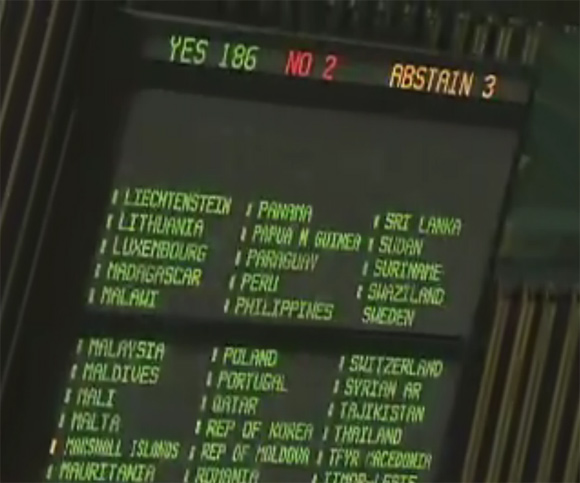 YES 186 NO 2 ABSTAIN 3
LIECHTENSTEIN PANAMA SRI LANKA
LITHUANIA PAPUA N GUINEA SUDAN
LUXEMBOURG PARAGUAY SURINAME
MADAGASCAR PERU SWAZILAND
MALAWI PHILIPPINES SWEDEN
MALAYSIA POLAND SWITZERLAND
MALDIVES PORTUGAL SYRIAN AR
MALI QATAR TAJIKISTAN
MALTA REP OF KOREA THAILAND
MARSHALL ISLANDS REP OF MOLDOVA TFYR MACEDONIA
MAURITANIA ROMANIA TIMOR-LESTE